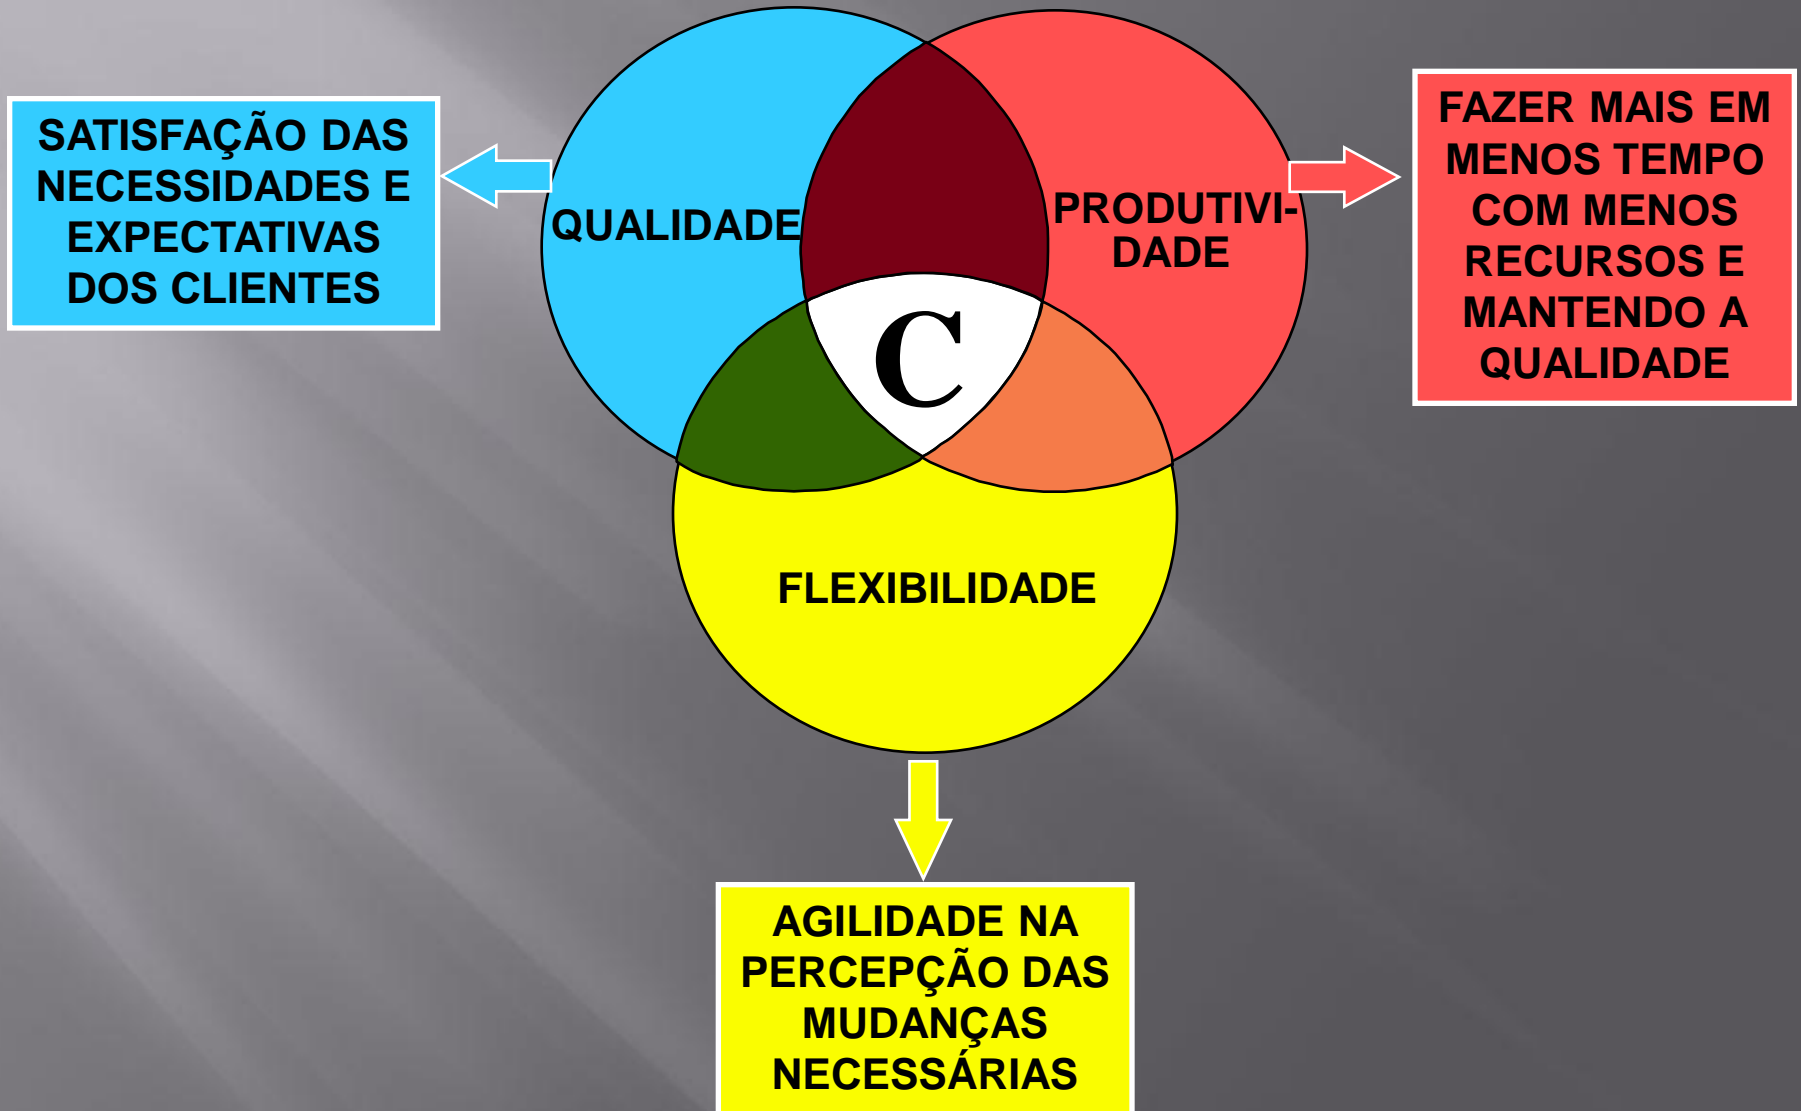 SATISFAÇÃO DAS
NECESSIDADES E
EXPECTATIVAS
DOS CLIENTES
QUALIDADE
PRODUTIVI-
DADE
FAZER MAIS EM
MENOS TEMPO
COM MENOS
RECURSOS E
MANTENDO A
QUALIDADE
C
FLEXIBILIDADE
AGILIDADE NA
PERCEPÇÃO DAS
MUDANÇAS
NECESSÁRIAS